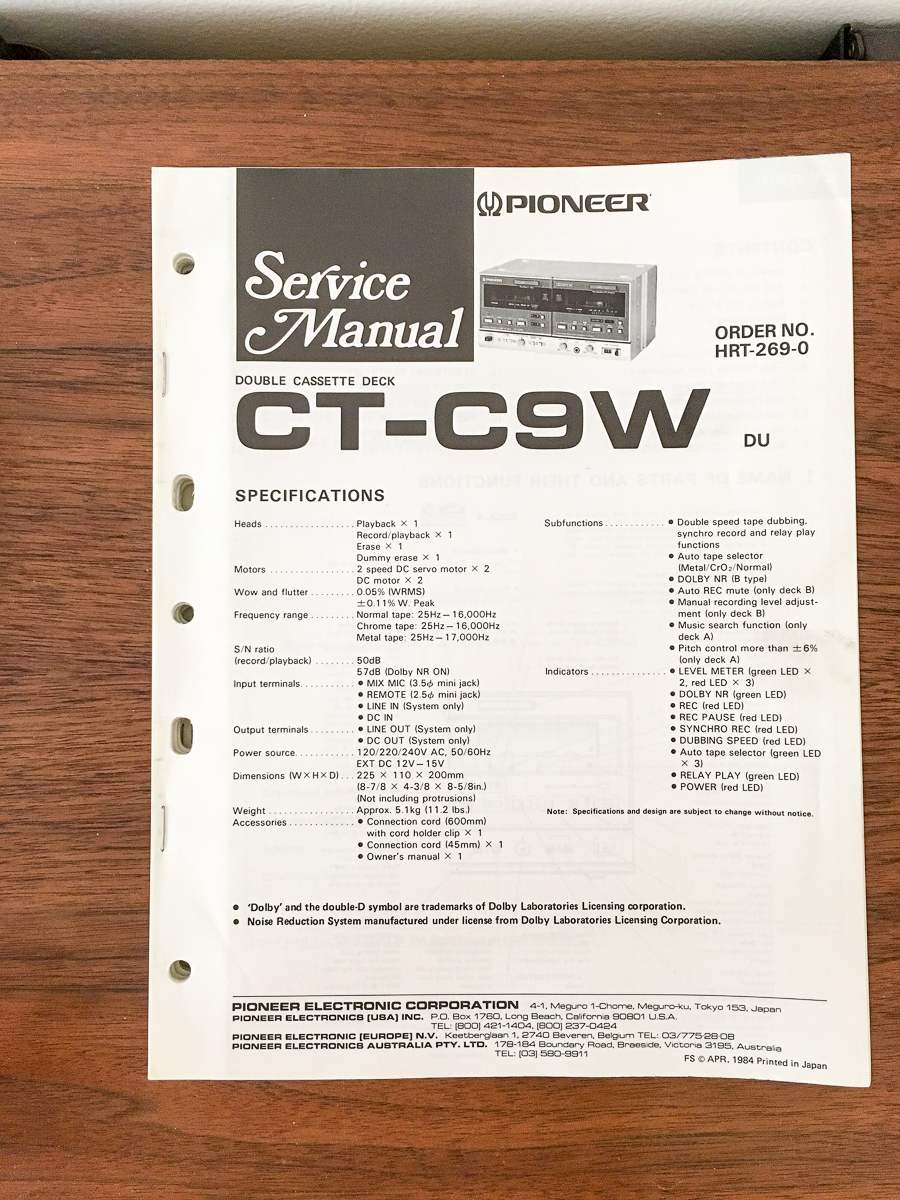 PIONEER
Service
Manual
ORDER NO.
HRT-269-0
DOUBLE CASSETTE DECK
CT-C9W DU
SPECIFICATIONS
Heads .................. Playback × 1
Record/playback × 1
Erase × 1
Dummy erase × 1
Motors .................. 2 speed DC servo motor × 2
DC motor × 2
Wow and flutter ......... 0.05% (WRMS)
±0.11% W. Peak
Frequency range ......... Normal tape: 25Hz–16,000Hz
Chrome tape: 25Hz–16,000Hz
Metal tape: 25Hz–17,000Hz
S/N ratio
(record/playback) ........ 50dB
57dB (Dolby NR ON)
Input terminals........... ● MIX MIC (3.5ϕ mini jack)
● REMOTE (2.5ϕ mini jack)
● LINE IN (System only)
● DC IN
Output terminals ......... ● LINE OUT (System only)
● DC OUT (System only)
Power source............ 120/220/240V AC, 50/60Hz
EXT DC 12V–15V
Dimensions (W×H×D)... 225 × 110 × 200mm
(8-7/8 × 4-3/8 × 8-5/8in.)
(Not including protrusions)
Weight .................. Approx. 5.1kg (11.2 lbs.)
Accessories .............. ● Connection cord (600mm)
with cord holder clip × 1
● Connection cord (45mm) × 1
● Owner's manual × 1
Subfunctions ............ ● Double speed tape dubbing,
synchro record and relay play
functions
● Auto tape selector
(Metal/CrO₂/Normal)
● DOLBY NR (B type)
● Auto REC mute (only deck B)
● Manual recording level adjust-
ment (only deck B)
● Music search function (only
deck A)
● Pitch control more than ±6%
(only deck A)
Indicators ............... ● LEVEL METER (green LED ×
2, red LED × 3)
● DOLBY NR (green LED)
● REC (red LED)
● REC PAUSE (red LED)
● SYNCHRO REC (red LED)
● DUBBING SPEED (red LED)
● Auto tape selector (green LED
× 3)
● RELAY PLAY (green LED)
● POWER (red LED)
Note: Specifications and design are subject to change without notice.
● 'Dolby' and the double-D symbol are trademarks of Dolby Laboratories Licensing corporation.
● Noise Reduction System manufactured under license from Dolby Laboratories Licensing Corporation.
PIONEER ELECTRONIC CORPORATION 4-1, Meguro 1-Chome, Meguro-ku, Tokyo 153, Japan
PIONEER ELECTRONICS [USA] INC. P.O. Box 1760, Long Beach, California 90801 U.S.A.
TEL: [800] 421-1404, [800] 237-0424
PIONEER ELECTRONIC [EUROPE] N.V. Keetberglaan 1, 2740 Beveren, Belgium TEL: 03/775·28·08
PIONEER ELECTRONICS AUSTRALIA PTY. LTD. 178-184 Boundary Road, Braeside, Victoria 3195, Australia
TEL: [03] 580-9911
FS © APR. 1984 Printed in Japan